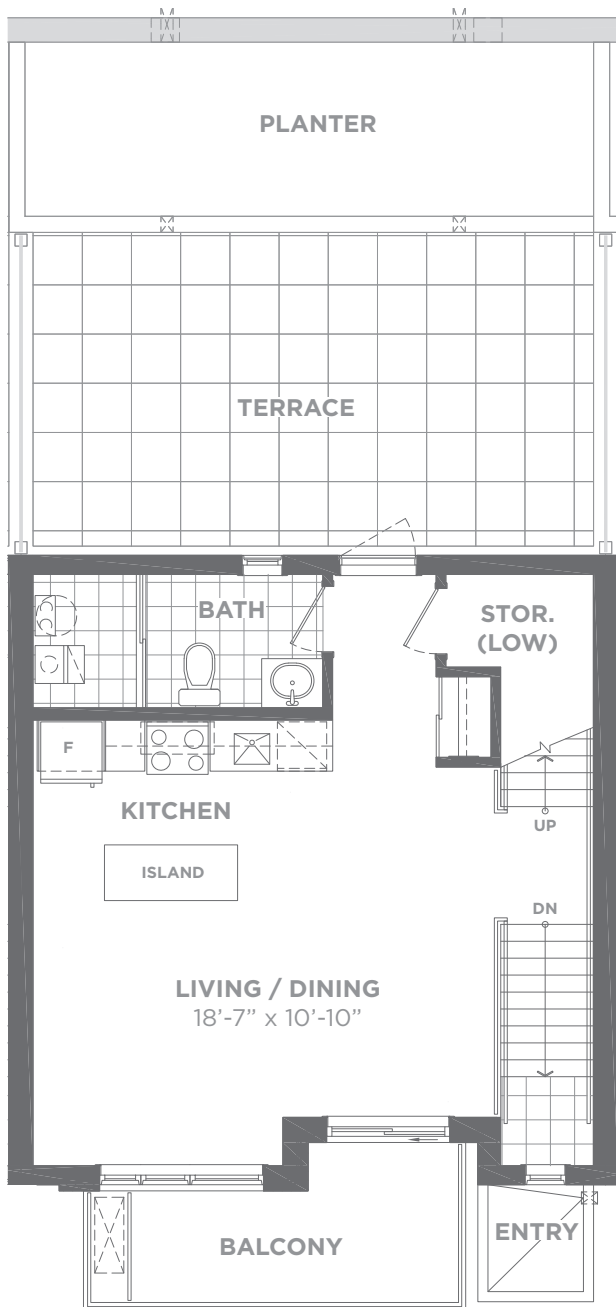 PLANTER
TERRACE
BATH
STOR.
(LOW)
F
KITCHEN
UP
ISLAND
DN
LIVING / DINING
18’-7” x 10’-10”
BALCONY
ENTRY